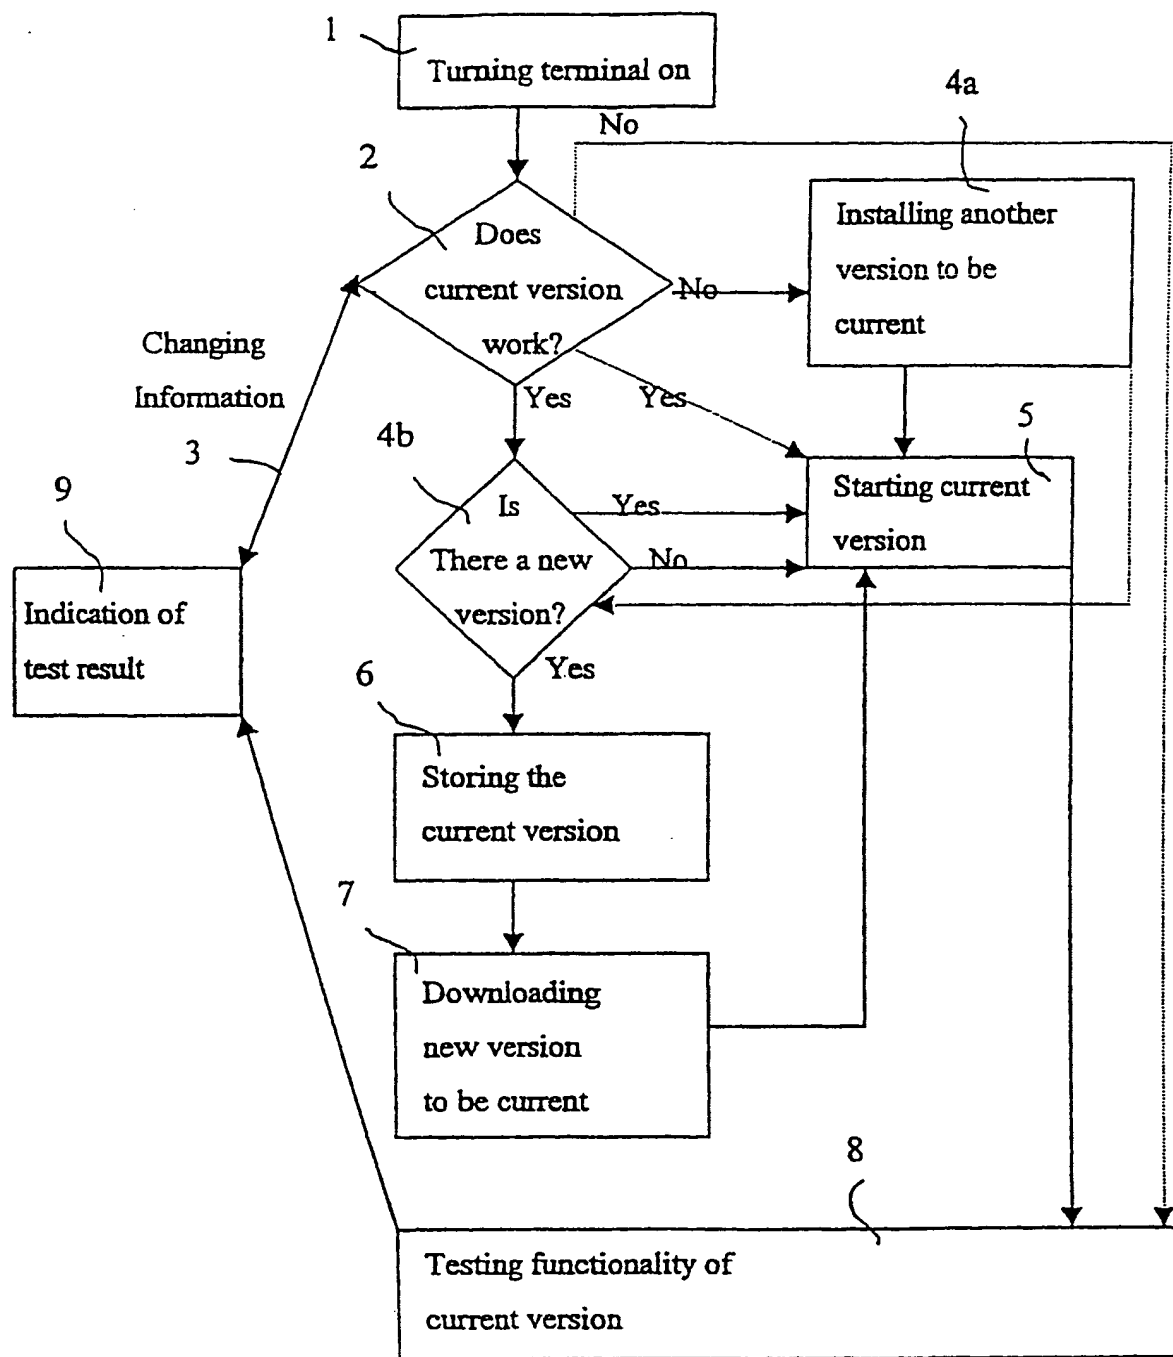 1
Turning terminal on
No
4a
2
Does
current version
work?
No
Installing another
version to be
current
Changing
Information
3
Yes
Yes
4b
5
Is
There a new
version?
Yes
No
Starting current
version
9
Indication of
test result
Yes
6
Storing the
current version
7
Downloading
new version
to be current
8
Testing functionality of
current version